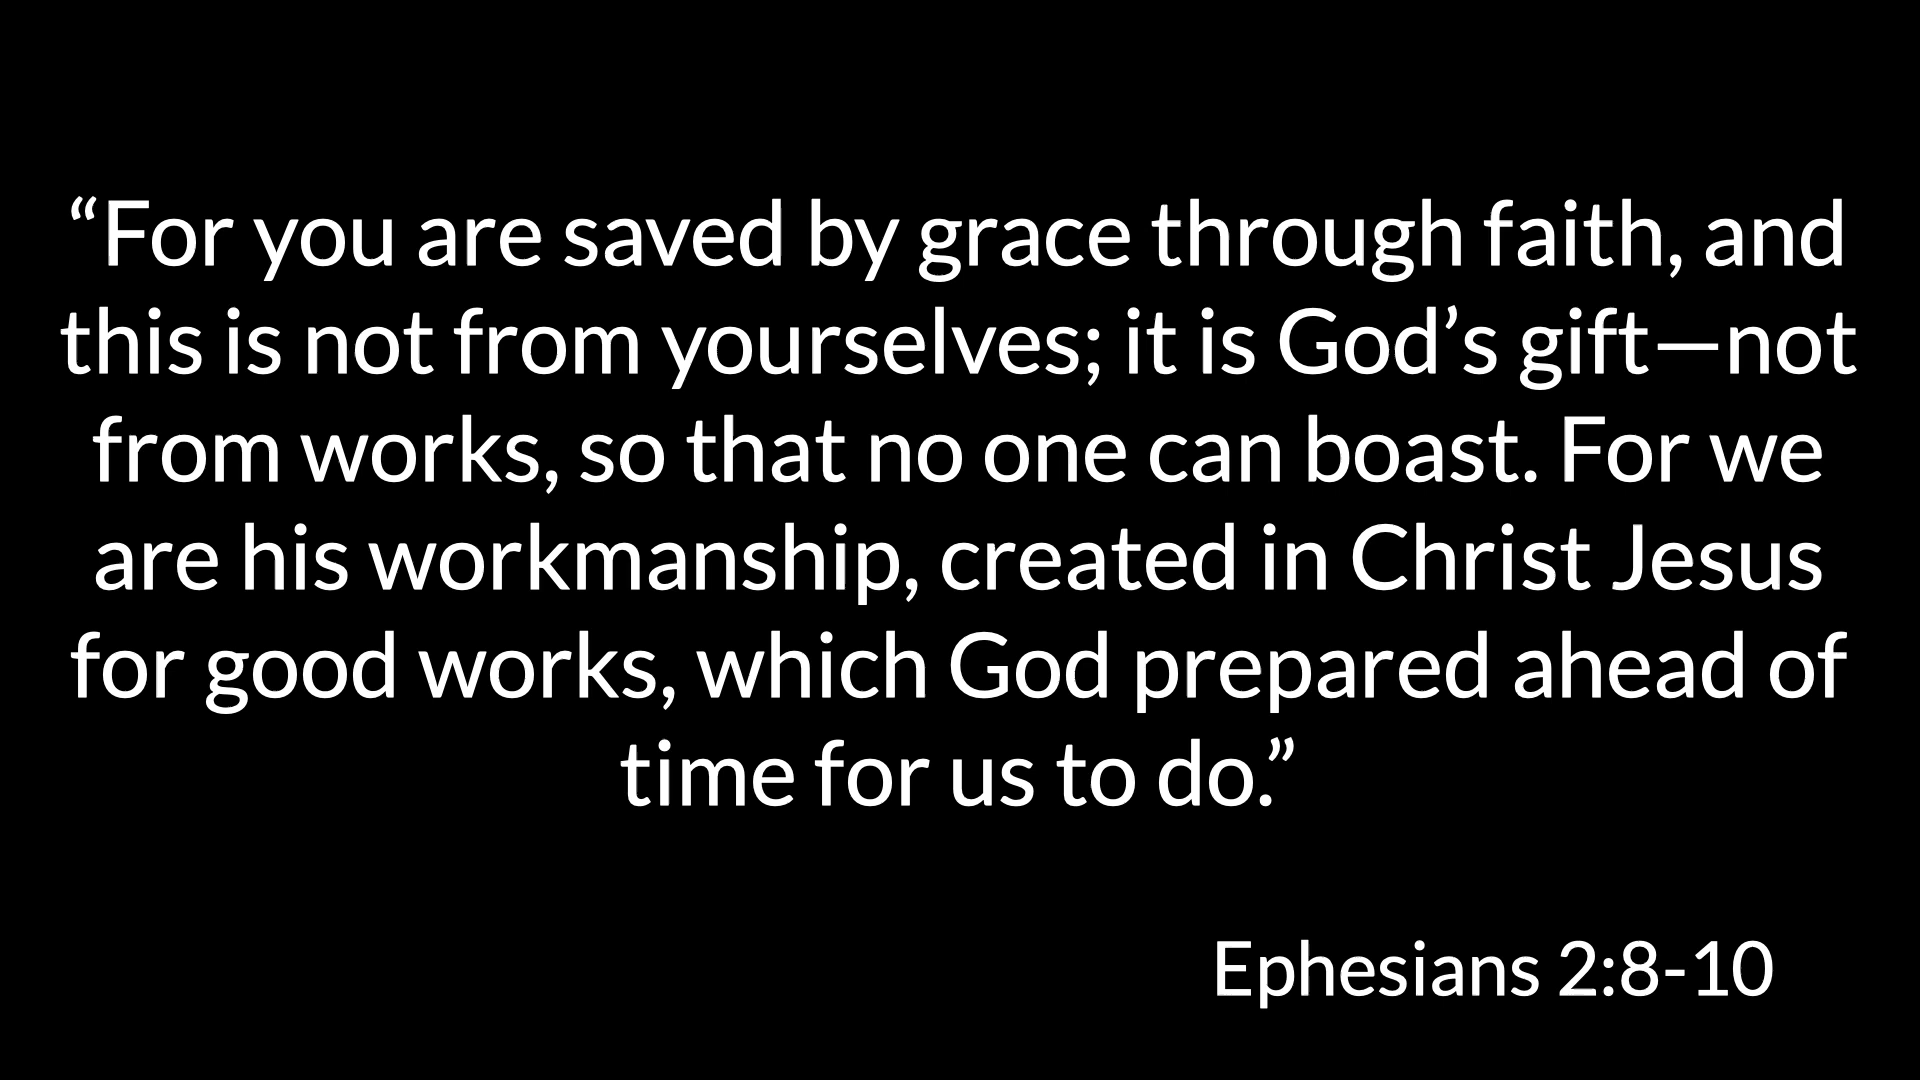 “For you are saved by grace through faith, and
this is not from yourselves; it is God’s gift—not
from works, so that no one can boast. For we
are his workmanship, created in Christ Jesus
for good works, which God prepared ahead of
time for us to do.”
Ephesians 2:8-10